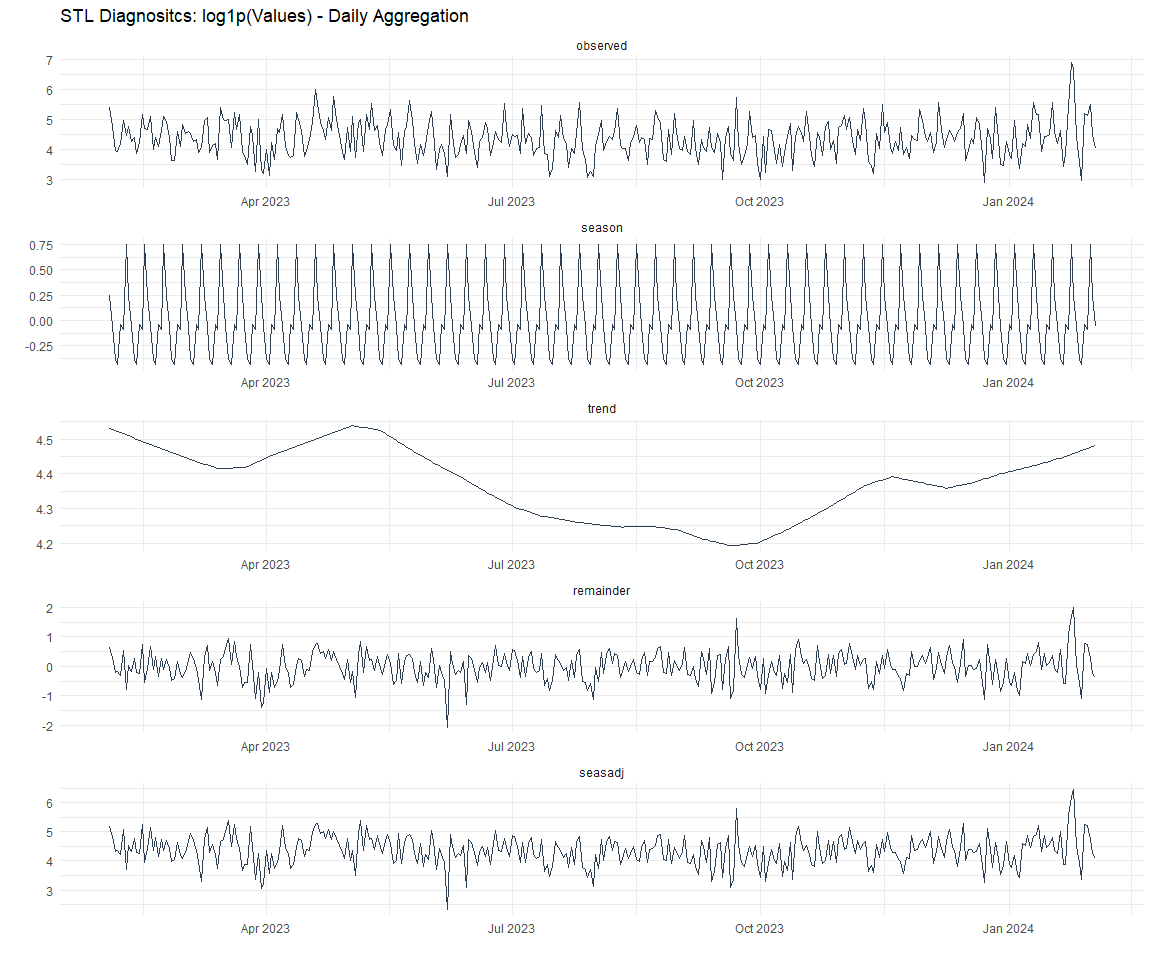 STL Diagnositcs: log1p(Values) - Daily Aggregation
observed
7
6
5
4
3
Apr 2023 Jul 2023 Oct 2023 Jan 2024
season
0.75
0.50
0.25
0.00
-0.25
Apr 2023 Jul 2023 Oct 2023 Jan 2024
trend
4.5
4.4
4.3
4.2
Apr 2023 Jul 2023 Oct 2023 Jan 2024
remainder
2
1
0
-1
-2
Apr 2023 Jul 2023 Oct 2023 Jan 2024
seasadj
6
5
4
3
Apr 2023 Jul 2023 Oct 2023 Jan 2024